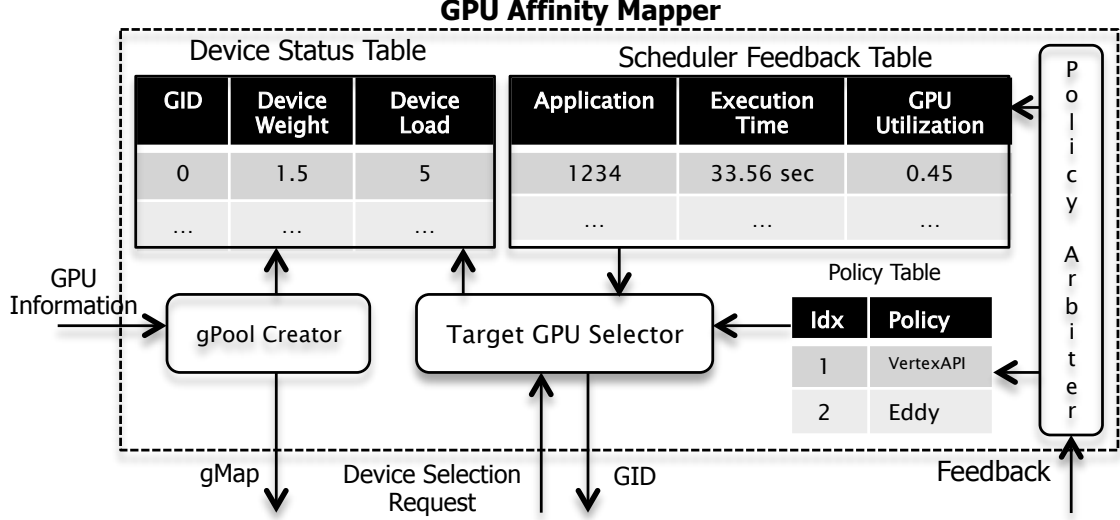 GPU Affinity Mapper
Device Status Table
Scheduler Feedback Table
GID Device Weight Device Load
0 1.5 5
... ... ...
Application Execution Time GPU Utilization
1234 33.56 sec 0.45
... ... ...
Policy Arbiter
GPU
Information
gPool Creator
Target GPU Selector
Policy Table
Idx Policy
1 VertexAPI
2 Eddy
gMap
Device Selection
Request
GID
Feedback